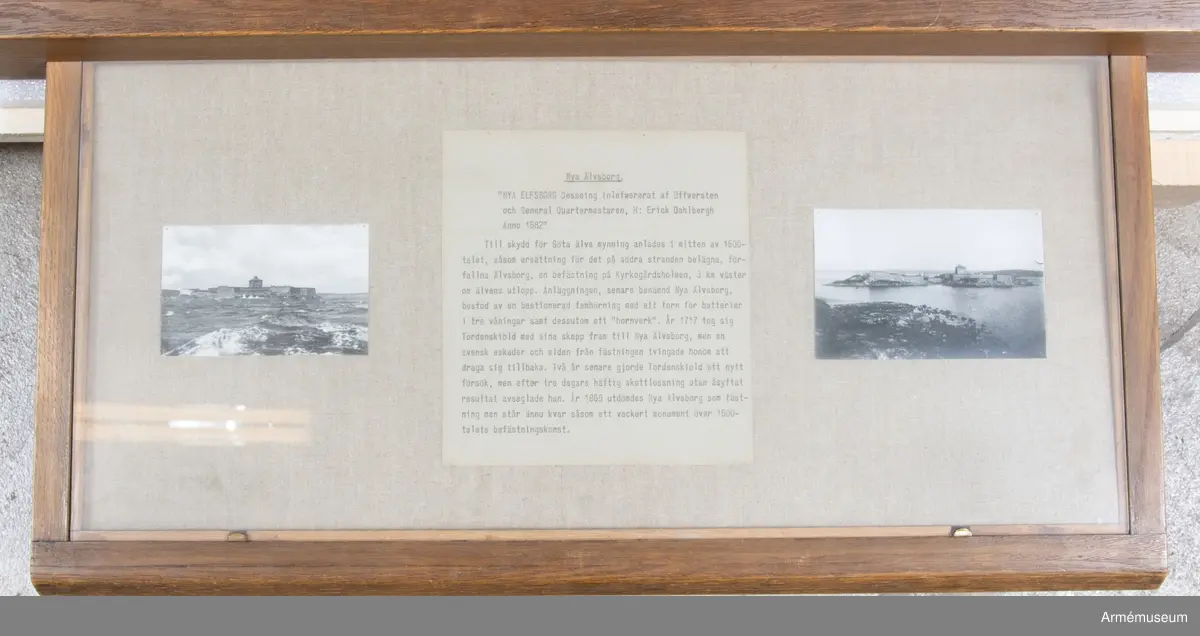 Nya Älvsborg.
"NYA ELFSBORG Dessning inlefwererat af Öffwersten
och General Quartermestaren, H: Erick Dahlbergh
Anno 1682"
Till skydd för Göta älvs mynning anlades i mitten av 1600-
talet, såsom ersättning för det på södra stranden belägna, för-
fallna Älvsborg, en befästning på Kyrkogårdsholmen, 3 km väster
om älvens utlopp. Anläggningen, senare benämnd Nya Älvsborg,
bestod av en bastionerad femhörning med ett torn för batterier
i tre våningar samt dessutom ett "hornverk". År 1717 tog sig
Tordenskiold med sina skepp fram till Nya Älvsborg, men en
svensk eskader och elden från fästningen tvingade honom att
draga sig tillbaka. Två år senare gjorde Tordenskiold ett nytt
försök, men efter tre dagars häftig skottlossning utan åsyftat
resultat avseglade han. År 1869 utdömdes Nya Älvsborg som fäst-
ning men står ännu kvar såsom ett vackert monument över 1600-
talets befästningskonst.
Armémuseum